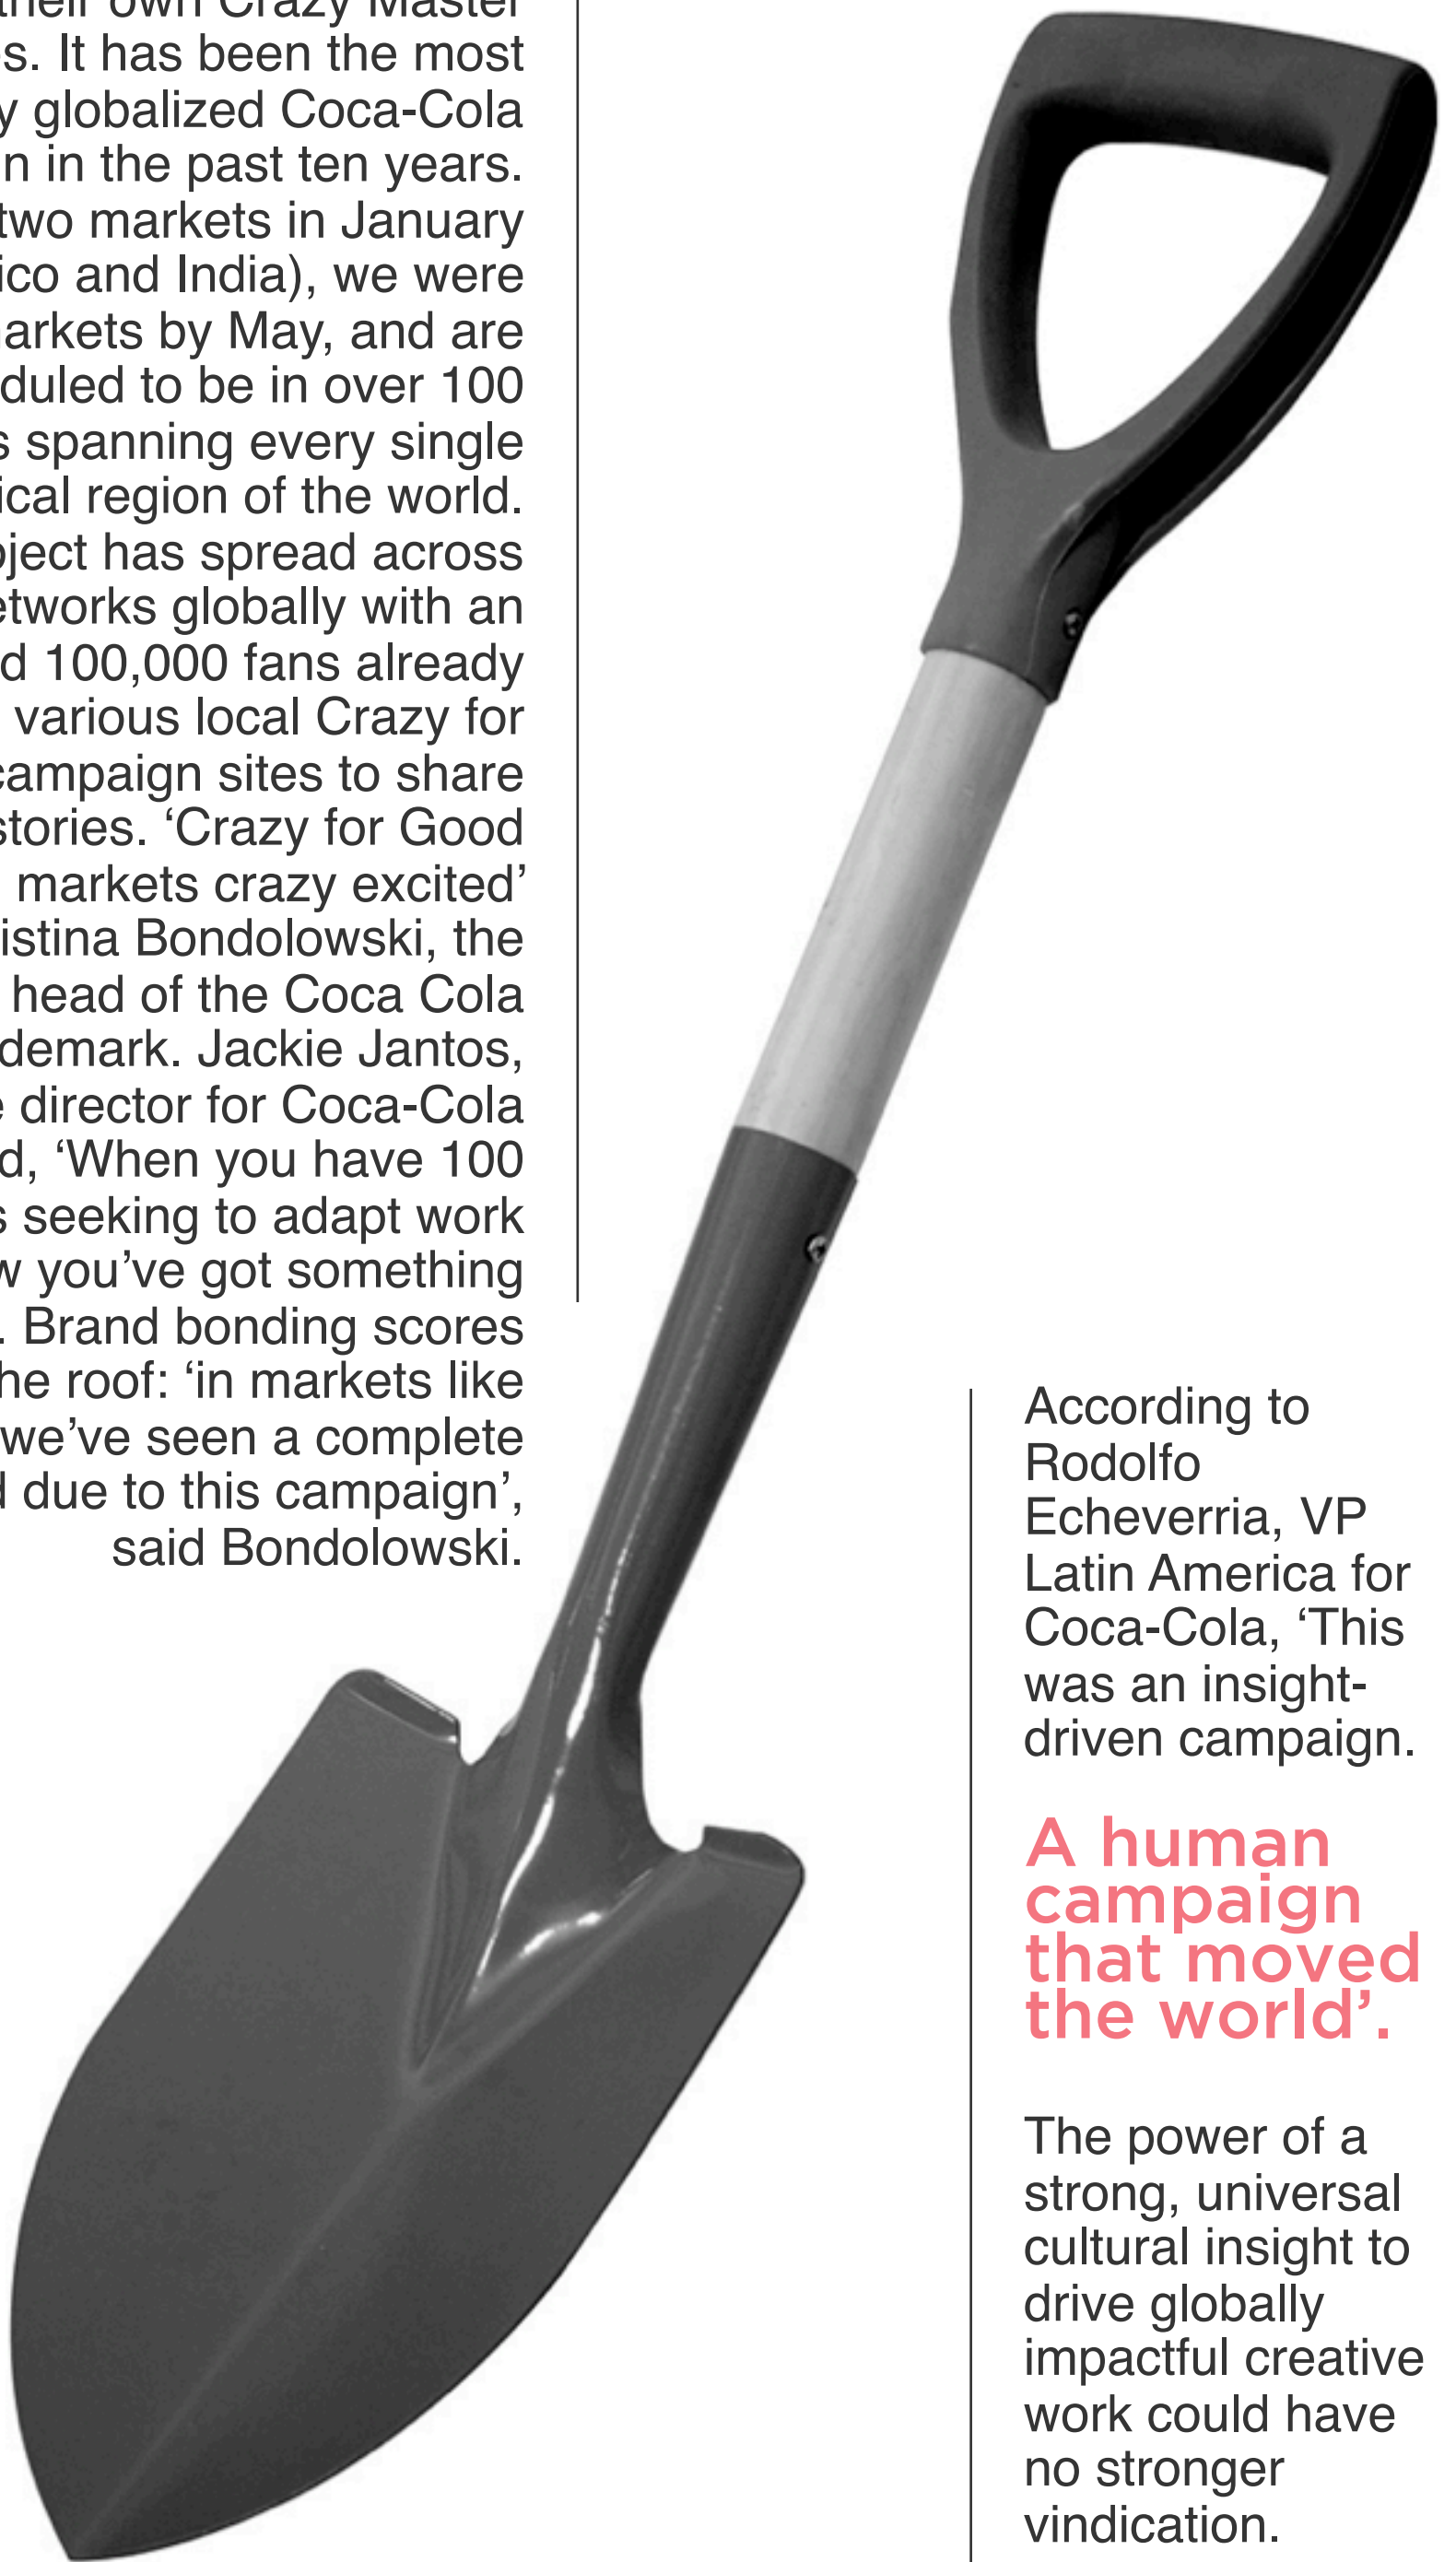 their own Crazy Master
s. It has been the most
y globalized Coca-Cola
n in the past ten years.
two markets in January
ico and India), we were
arkets by May, and are
duled to be in over 100
s spanning every single
ical region of the world.
ject has spread across
etworks globally with an
d 100,000 fans already
various local Crazy for
campaign sites to share
stories. ‘Crazy for Good
markets crazy excited’
istina Bondolowski, the
head of the Coca Cola
demark. Jackie Jantos,
e director for Coca-Cola
d, ‘When you have 100
s seeking to adapt work
w you’ve got something
. Brand bonding scores
he roof: ‘in markets like
we’ve seen a complete
d due to this campaign’,
said Bondolowski.
According to
Rodolfo
Echeverria, VP
Latin America for
Coca-Cola, ‘This
was an insight-
driven campaign.
A human
campaign
that moved
the world’.
The power of a
strong, universal
cultural insight to
drive globally
impactful creative
work could have
no stronger
vindication.